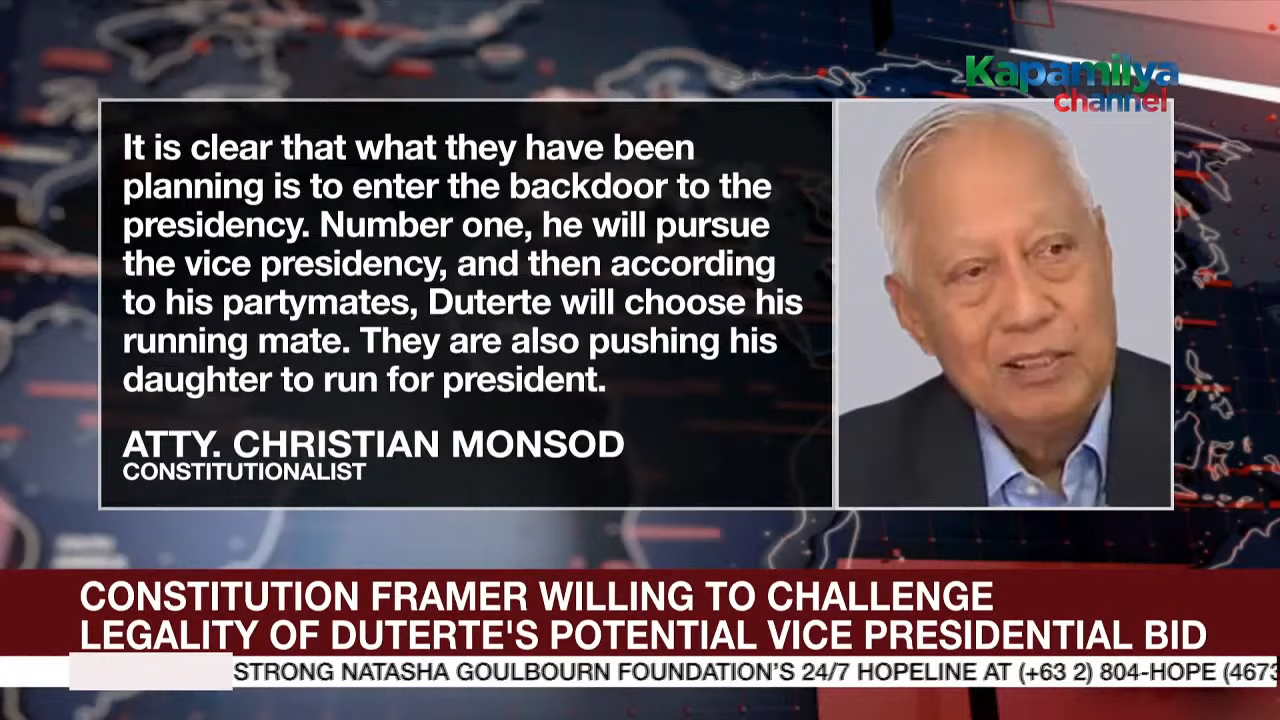 Kapamilya
channel
It is clear that what they have been
planning is to enter the backdoor to the
presidency. Number one, he will pursue
the vice presidency, and then according
to his partymates, Duterte will choose his
running mate. They are also pushing his
daughter to run for president.
ATTY. CHRISTIAN MONSOD
CONSTITUTIONALIST
CONSTITUTION FRAMER WILLING TO CHALLENGE
LEGALITY OF DUTERTE'S POTENTIAL VICE PRESIDENTIAL BID
STRONG NATASHA GOULBOURN FOUNDATION'S 24/7 HOPELINE AT (+63 2) 804-HOPE (4673